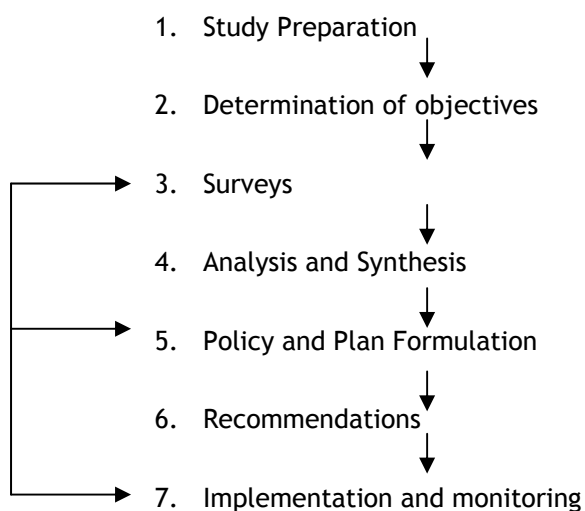 1. Study Preparation
2. Determination of objectives
3. Surveys
4. Analysis and Synthesis
5. Policy and Plan Formulation
6. Recommendations
7. Implementation and monitoring